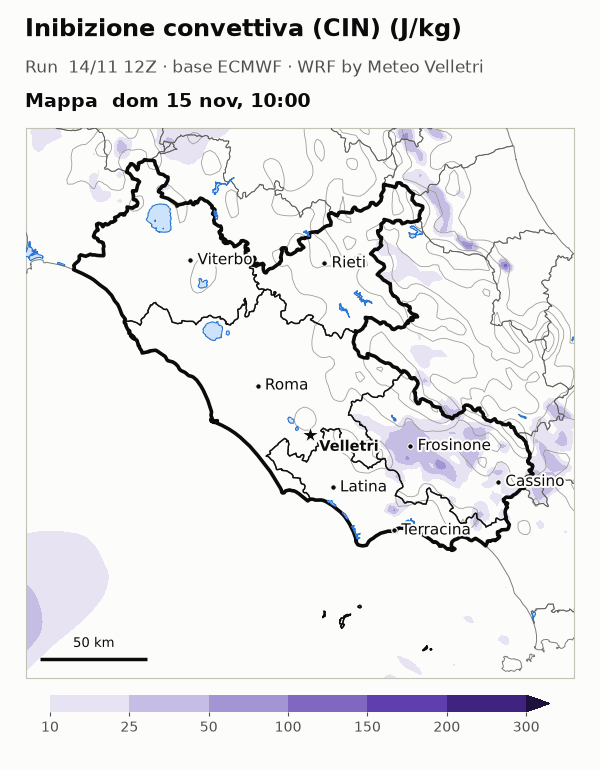 Inibizione convettiva (CIN) (J/kg)
Run 14/11 12Z · base ECMWF · WRF by Meteo Velletri
Mappa dom 15 nov, 10:00
Viterbo
Rieti
Roma
Velletri
Frosinone
Cassino
Latina
Terracina
50 km
10 25 50 100 150 200 300